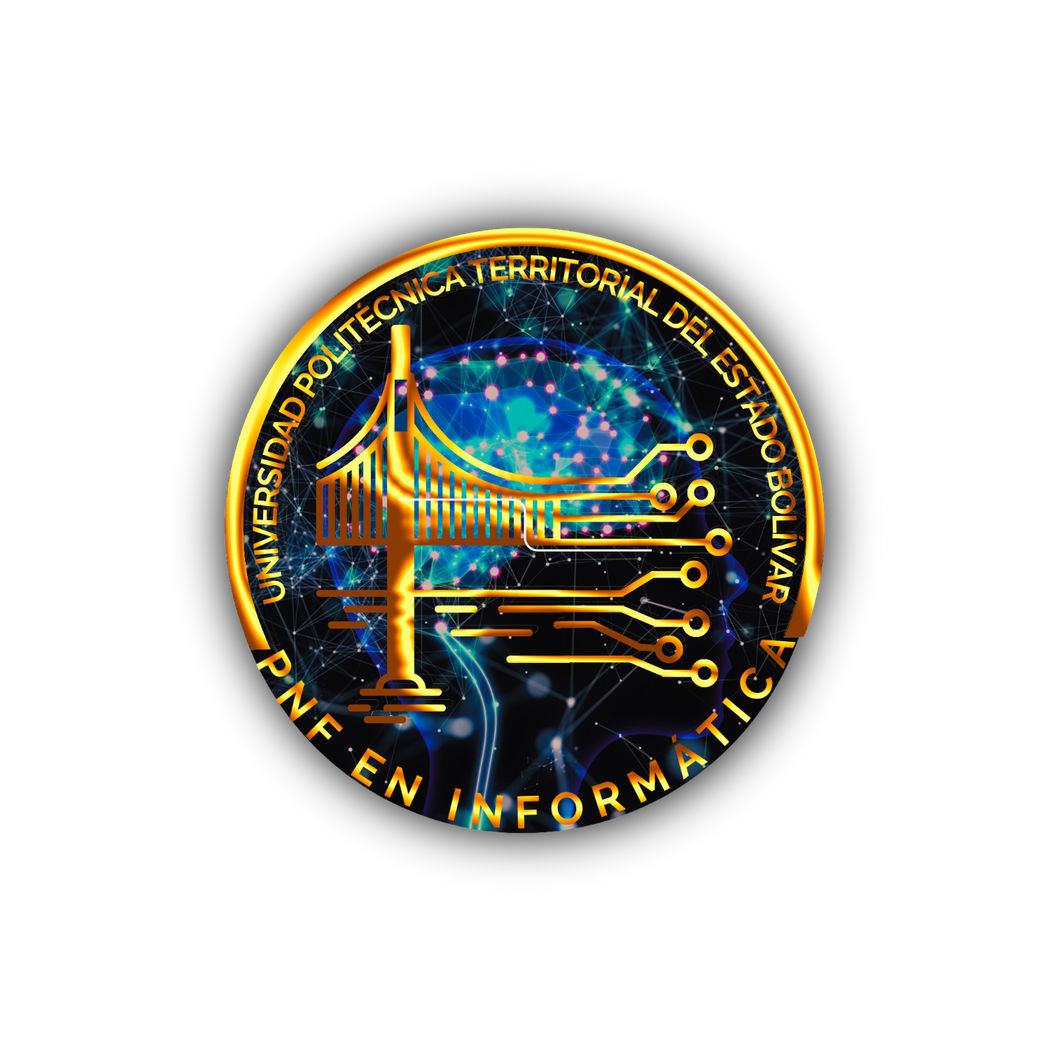 UNIVERSIDAD POLITÉCNICA TERRITORIAL DEL ESTADO BOLÍVAR
PNF EN INFORMÁTICA